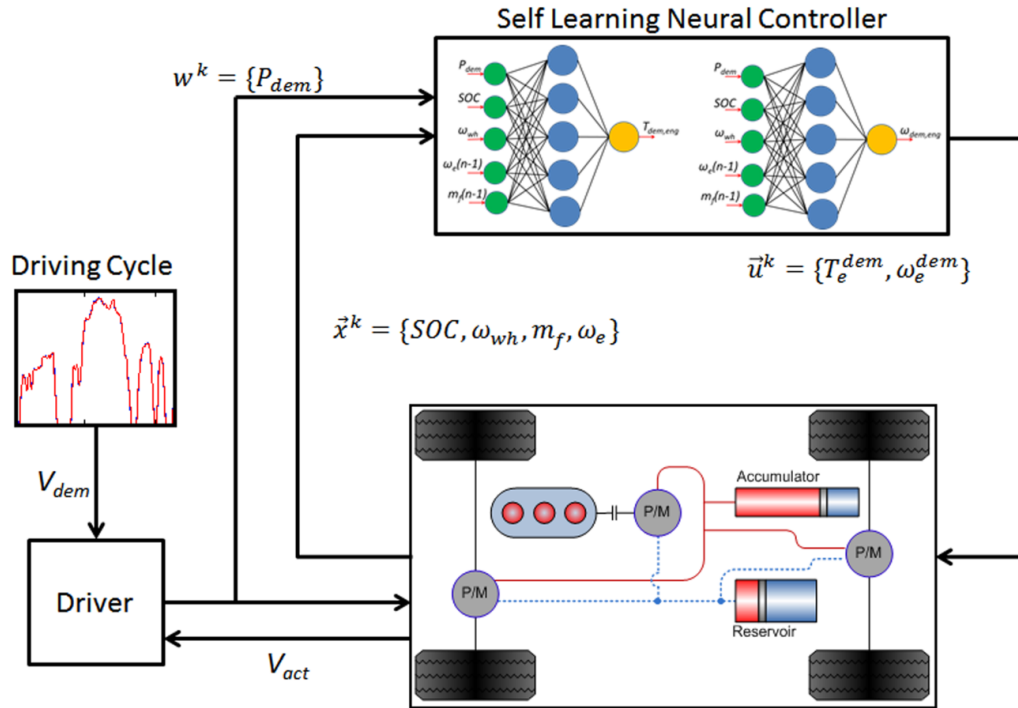 Self Learning Neural Controller
w^k = {P_dem}
P_dem
SOC
ω_wh
ω_e(n-1)
m_f(n-1)
T_dem,eng
P_dem
SOC
ω_wh
ω_e(n-1)
m_f(n-1)
ω_dem,eng
u⃗^k = {T_e^dem, ω_e^dem}
Driving Cycle
x⃗^k = {SOC, ω_wh, m_f, ω_e}
V_dem
Driver
V_act
Accumulator
P/M
P/M
P/M
Reservoir